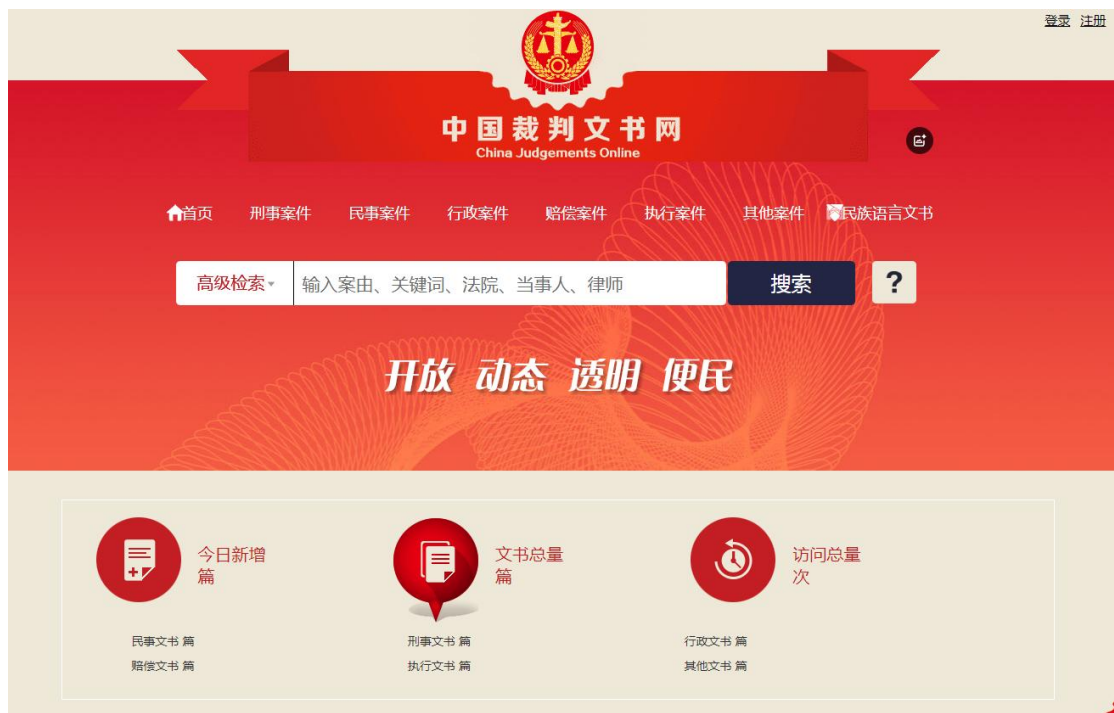 登录 注册
中国裁判文书网
China Judgements Online
首页 刑事案件 民事案件 行政案件 赔偿案件 执行案件 其他案件 民族语言文书
高级检索 输入案由、关键词、法院、当事人、律师 搜索 ?
开放 动态 透明 便民
今日新增 文书总量 访问总量
篇 篇 次
民事文书 篇 刑事文书 篇 行政文书 篇
赔偿文书 篇 执行文书 篇 其他文书 篇